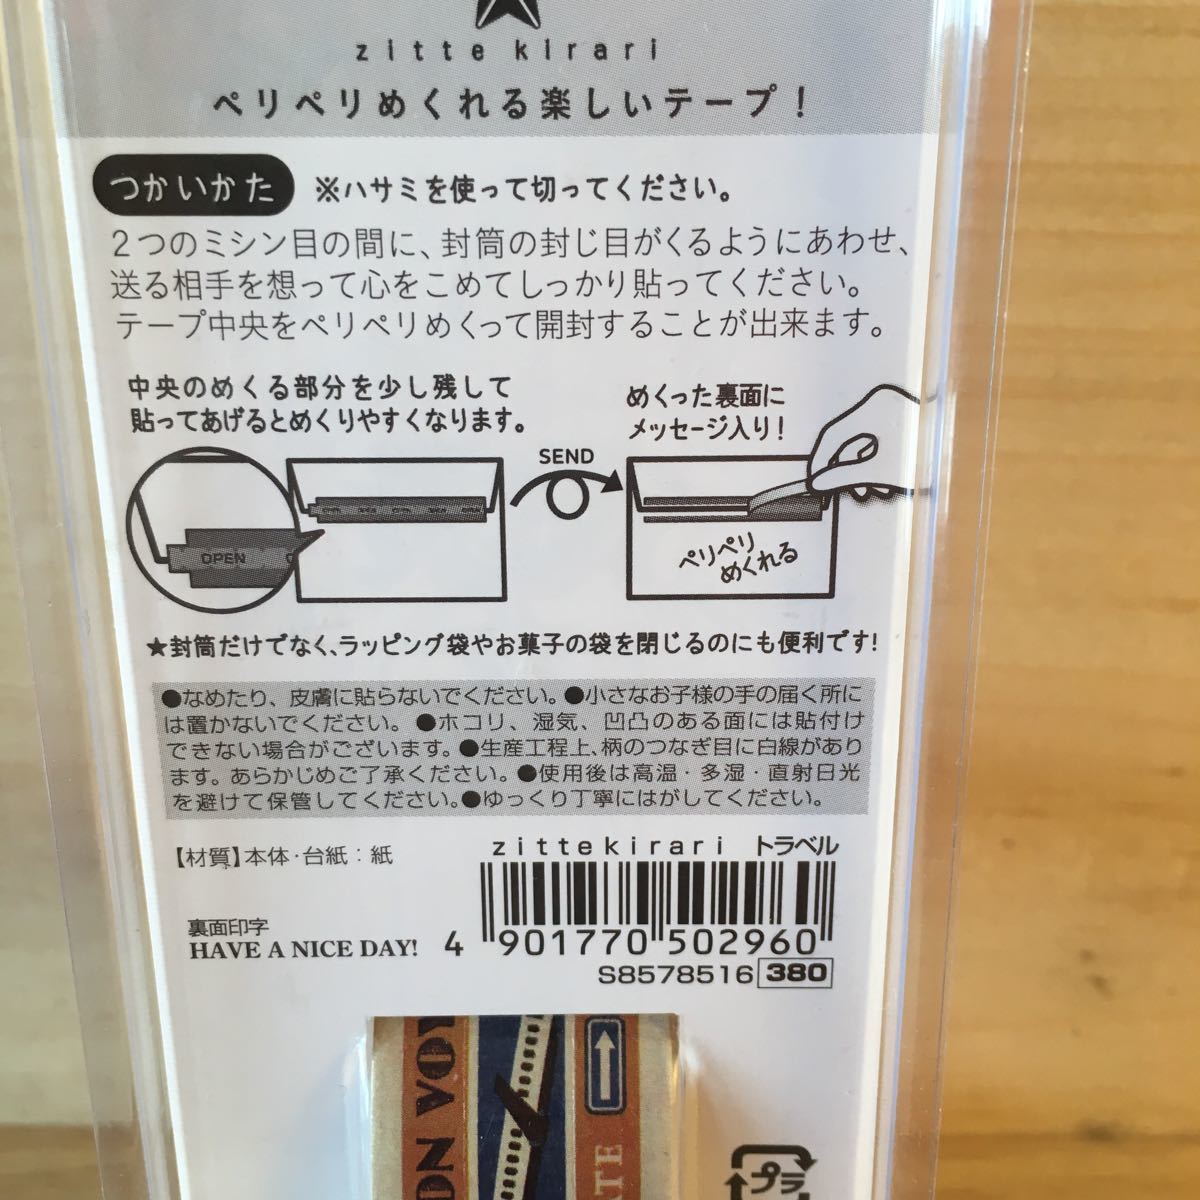 zitte kirari
ペリペリめくれる楽しいテープ!
つかいかた ※ハサミを使って切ってください。
2つのミシン目の間に、封筒の封じ目がくるようにあわせ、
送る相手を想って心をこめてしっかり貼ってください。
テープ中央をペリペリめくって開封することが出来ます。
中央のめくる部分を少し残して
貼ってあげるとめくりやすくなります。
めくった裏面に
メッセージ入り!
SEND
OPEN
ペリペリ
めくれる
★封筒だけでなく、ラッピング袋やお菓子の袋を閉じるのにも便利です!
●なめたり、皮膚に貼らないでください。●小さなお子様の手の届く所に
は置かないでください。●ホコリ、湿気、凹凸のある面には貼付け
できない場合がございます。●生産工程上、柄のつなぎ目に白線があり
ます。あらかじめご了承ください。●使用後は高温・多湿・直射日光
を避けて保管してください。●ゆっくり丁寧にはがしてください。
zittekirari トラベル
【材質】本体・台紙：紙
裏面印字
HAVE A NICE DAY!
4 901770 502960
S8578516 380
ON VOY
ATE
プラ